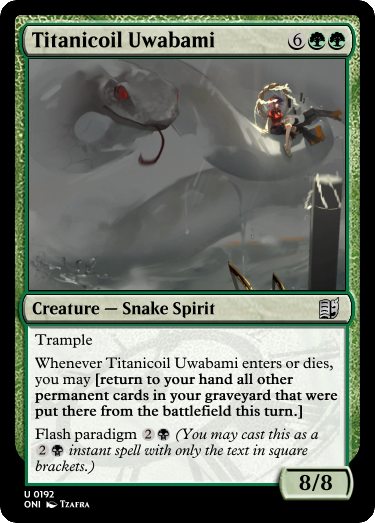 Titanicoil Uwabami 6
Creature — Snake Spirit
Trample
Whenever Titanicoil Uwabami enters or dies,
you may [return to your hand all other
permanent cards in your graveyard that were
put there from the battlefield this turn.]
Flash paradigm 2 (You may cast this as a
2 instant spell with only the text in square
brackets.)
8/8
U 0192
ONI Tzafra